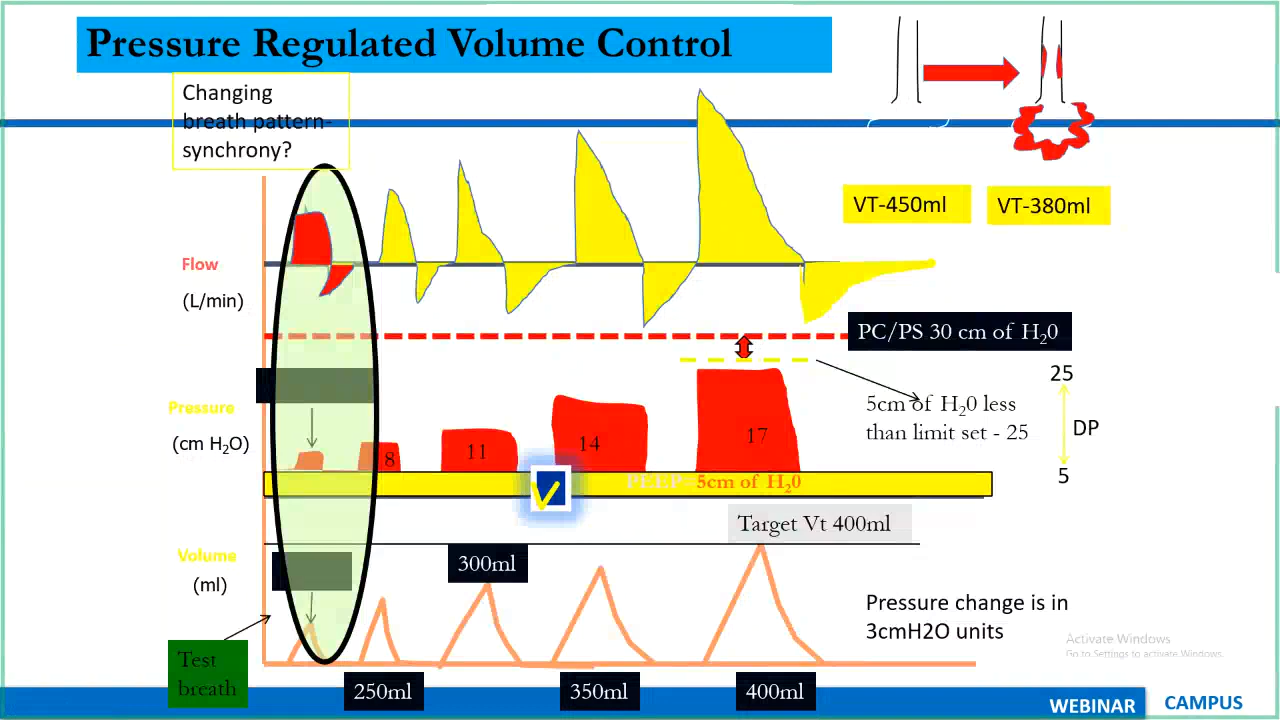 Pressure Regulated Volume Control
Changing
breath pattern-
synchrony?
VT-450ml
VT-380ml
Flow
(L/min)
PC/PS 30 cm of H₂0
25
5cm of H₂0 less
than limit set - 25
DP
5
Pressure
(cm H₂O)
8
11
14
17
PEEP=5cm of H₂0
Target Vt 400ml
Volume
(ml)
300ml
Pressure change is in
3cmH2O units
Activate Windows
Go to Settings to activate Windows.
Test
breath
250ml
350ml
400ml
WEBINAR
CAMPUS